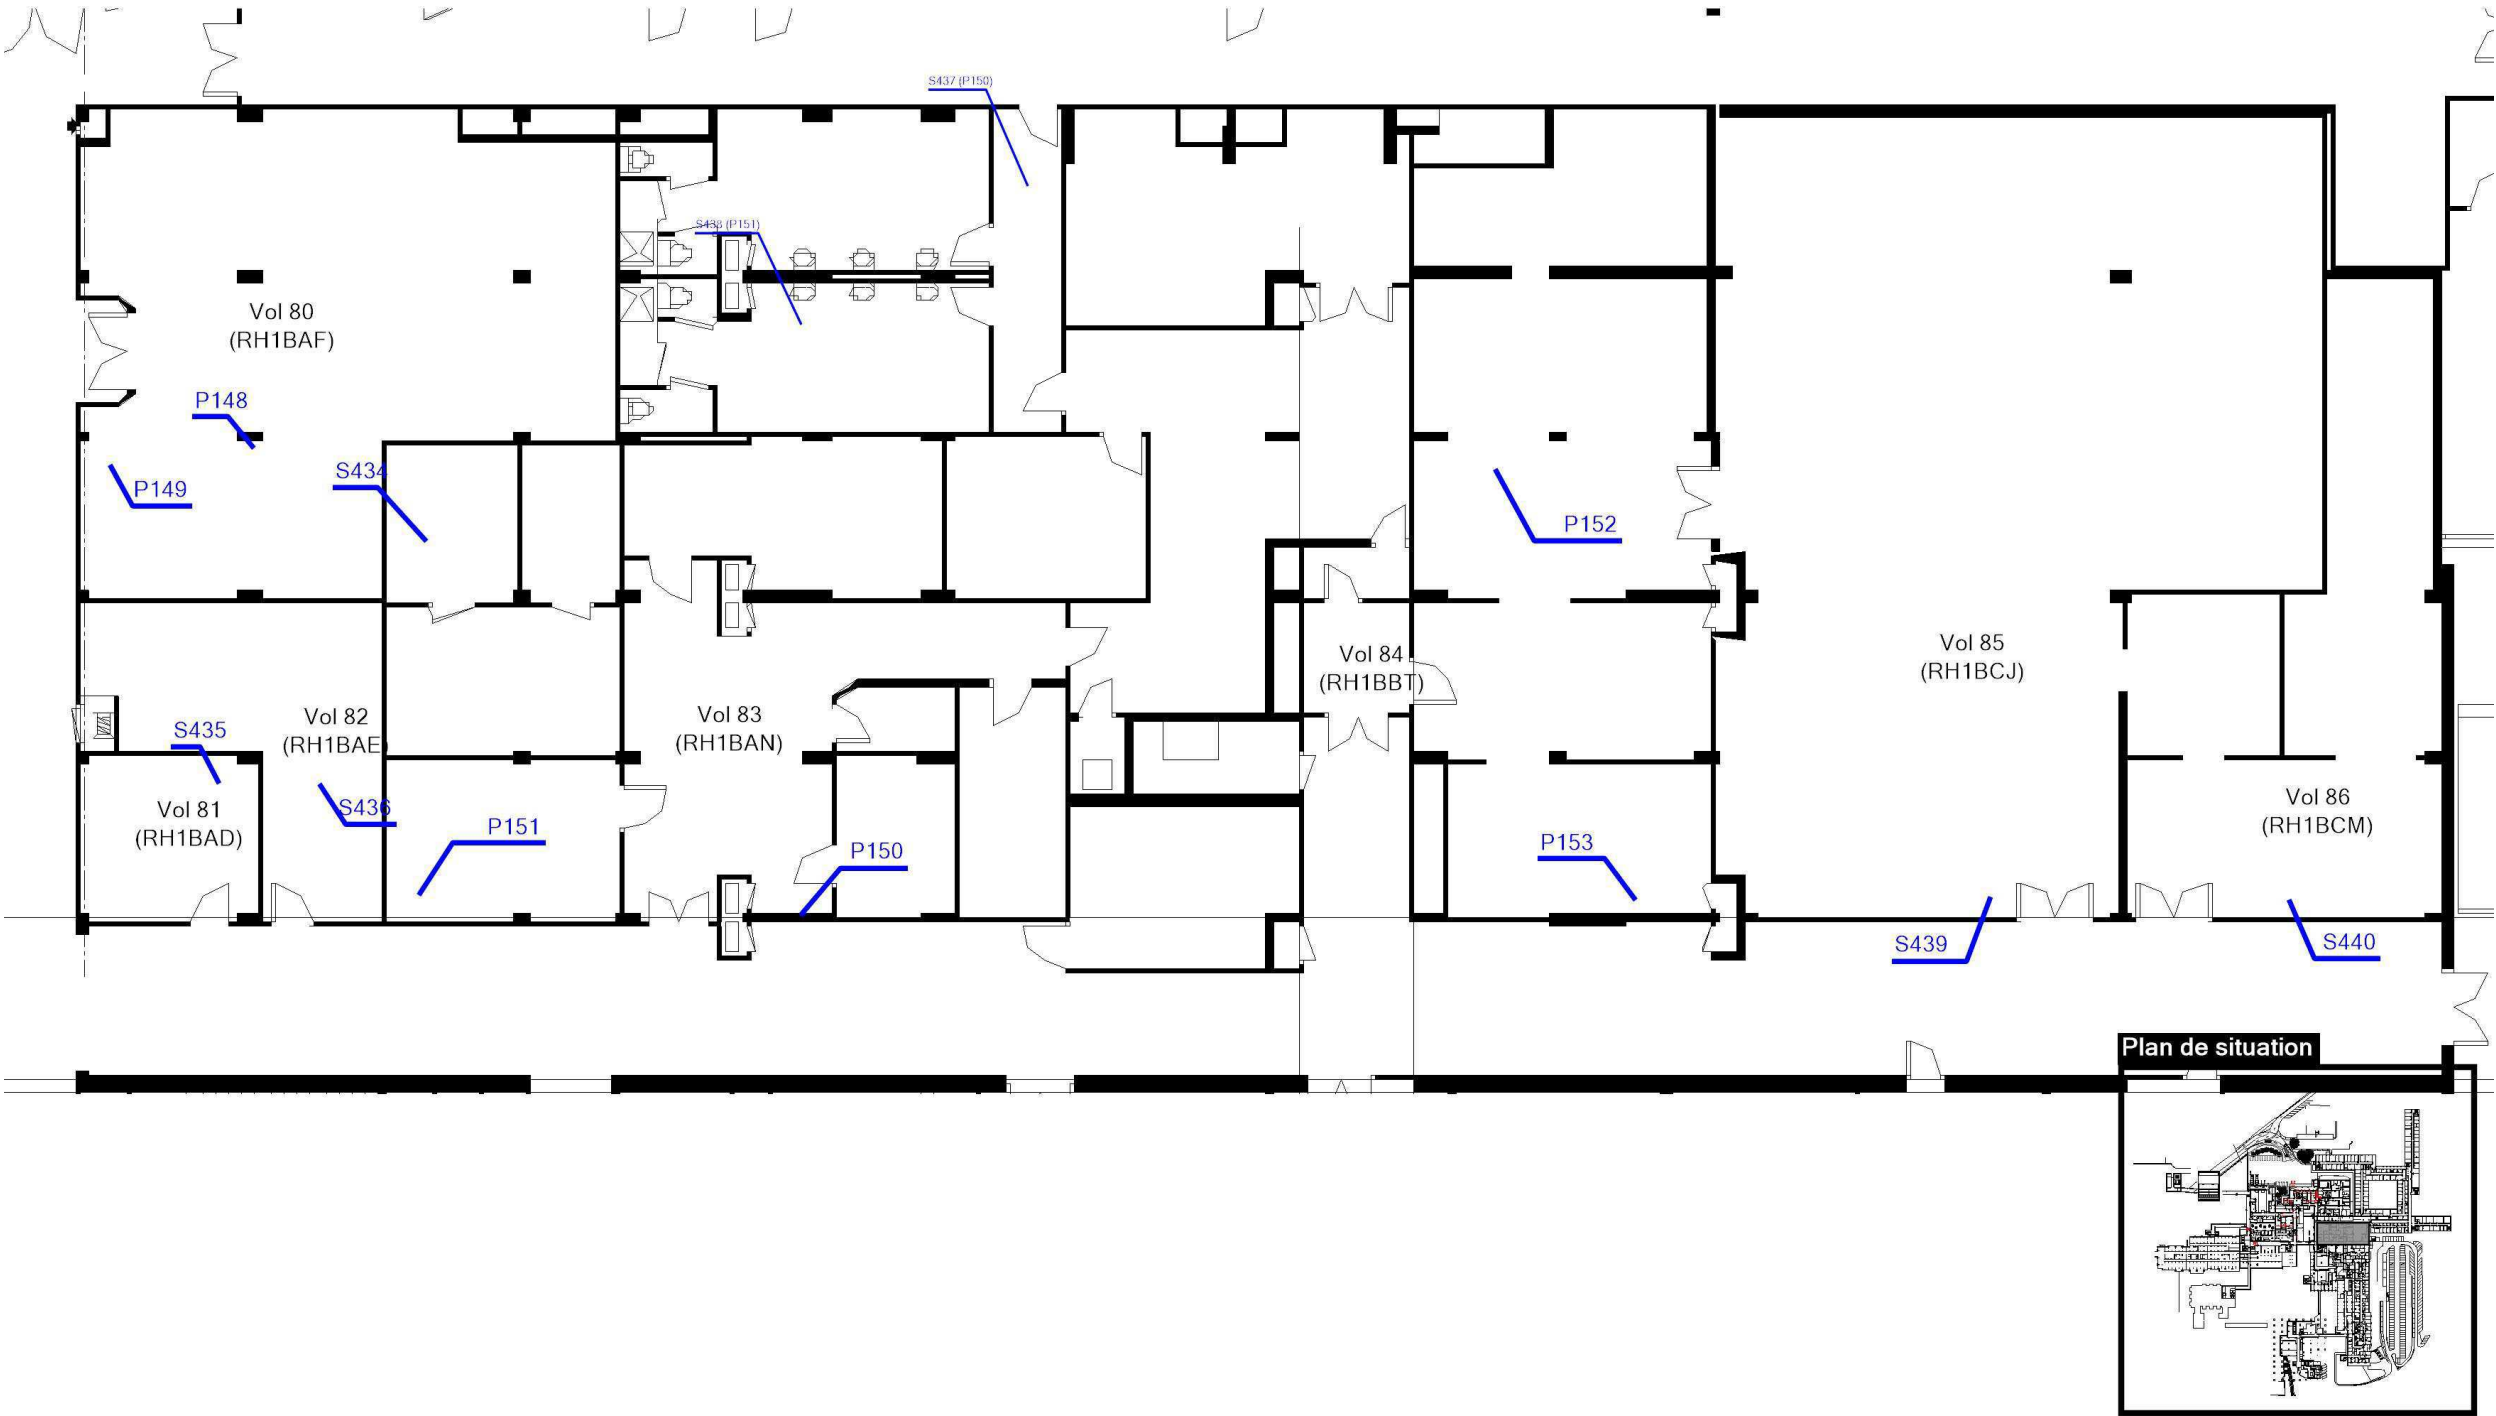 S437 (P150)
S438 (P151)
Vol 80
(RH1BAF)
P148
P149
S434
P152
Vol 84
(RH1BBT)
Vol 85
(RH1BCJ)
S435
Vol 82
(RH1BAE)
Vol 83
(RH1BAN)
Vol 81
(RH1BAD)
S436
P151
P150
P153
Vol 86
(RH1BCM)
S439
S440
Plan de situation